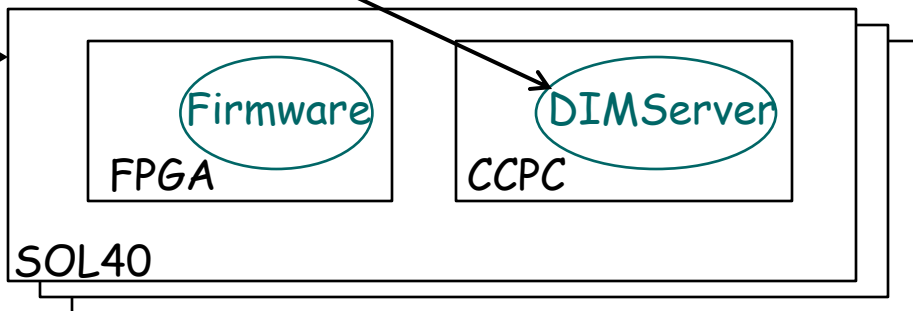 Firmware
DIMServer
FPGA
CCPC
SOL40